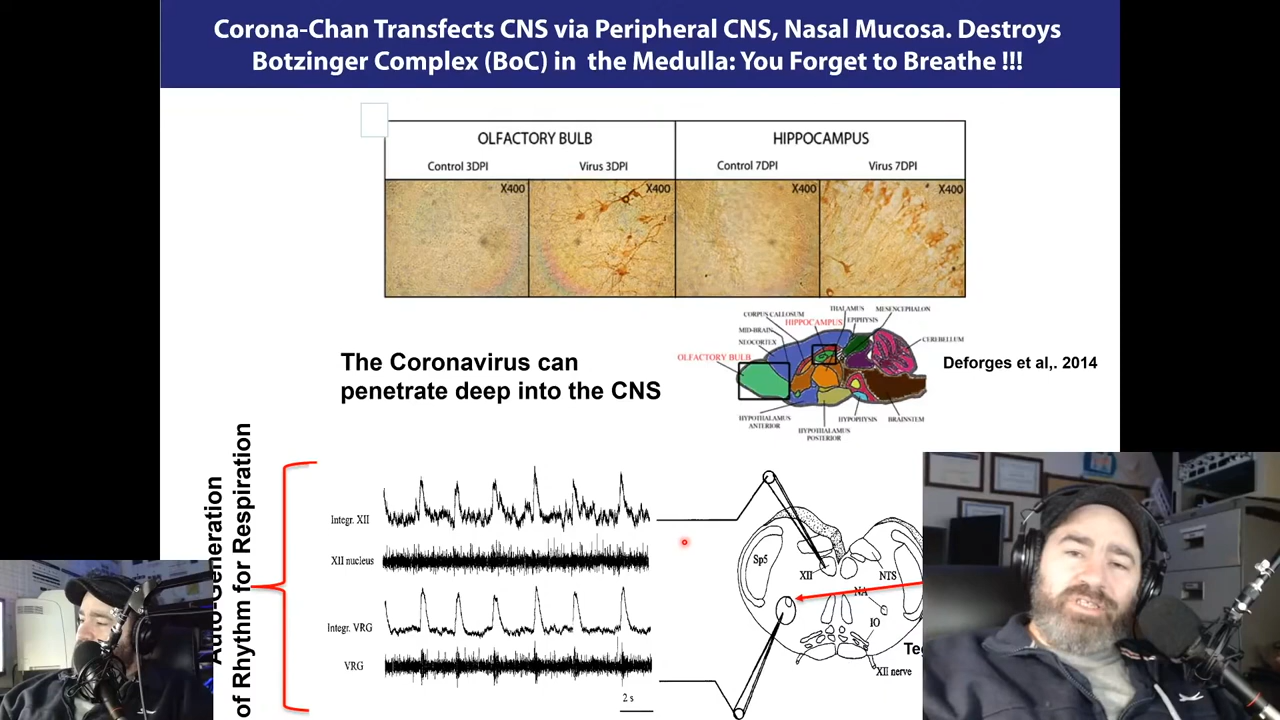 Corona-Chan Transfects CNS via Peripheral CNS, Nasal Mucosa. Destroys
Botzinger Complex (BoC) in the Medulla: You Forget to Breathe !!!
OLFACTORY BULB
HIPPOCAMPUS
Control 3DPI
Virus 3DPI
Control 7DPI
Virus 7DPI
X400
X400
X400
X400
The Coronavirus can
penetrate deep into the CNS
CORPUS CALLOSUM
THALAMUS
MESENCEPHALON
HIPPOCAMPUS
EPIPHYSIS
MID-BRAIN
NEOCORTEX
CEREBELLUM
OLFACTORY BULB
HYPOTHALAMUS
ANTERIOR
HYPOTHALAMUS
POSTERIOR
HYPOPHYSIS
BRAINSTEM
Deforges et al,. 2014
Auto-Generation
of Rhythm for Respiration
Integr. XII
XII nucleus
Integr. VRG
VRG
2 s
Sp5
XII
NTS
NA
IO
XII nerve